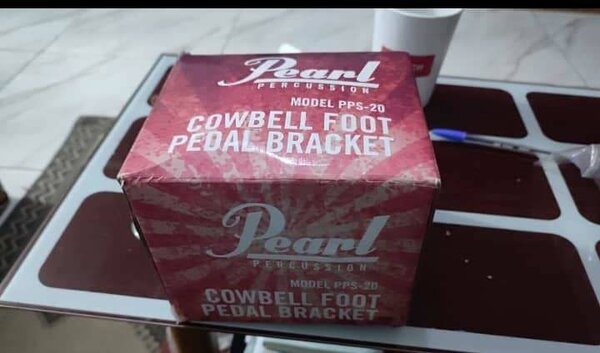 Pearl
PERCUSSION
MODEL PPS-20
COWBELL FOOT
PEDAL BRACKET
Pearl
PERCUSSION
MODEL PPS-20
COWBELL FOOT
PEDAL BRACKET